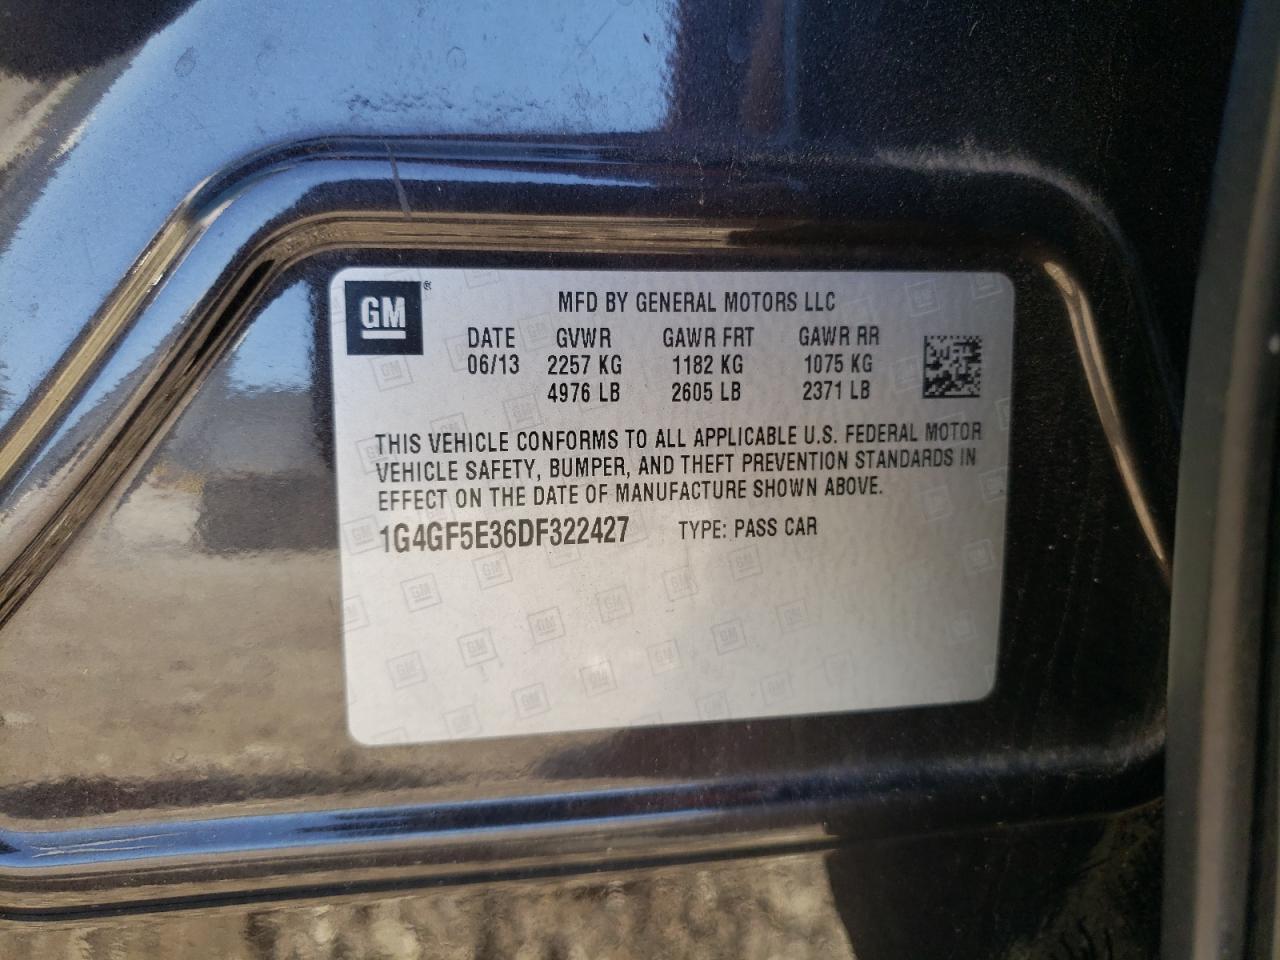 GM ®
MFD BY GENERAL MOTORS LLC
DATE GVWR GAWR FRT GAWR RR
06/13 2257 KG 1182 KG 1075 KG
4976 LB 2605 LB 2371 LB
THIS VEHICLE CONFORMS TO ALL APPLICABLE U.S. FEDERAL MOTOR
VEHICLE SAFETY, BUMPER, AND THEFT PREVENTION STANDARDS IN
EFFECT ON THE DATE OF MANUFACTURE SHOWN ABOVE.
1G4GF5E36DF322427 TYPE: PASS CAR